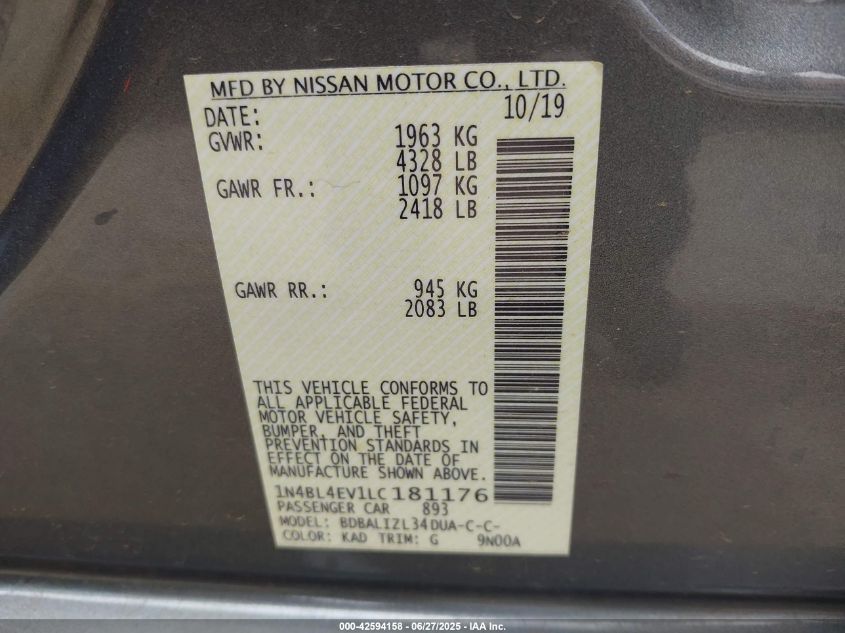 MFD BY NISSAN MOTOR CO., LTD.
DATE: 10/19
GVWR: 1963 KG
4328 LB
GAWR FR.: 1097 KG
2418 LB
GAWR RR.: 945 KG
2083 LB
THIS VEHICLE CONFORMS TO
ALL APPLICABLE FEDERAL
MOTOR VEHICLE SAFETY,
BUMPER, AND THEFT
PREVENTION STANDARDS IN
EFFECT ON THE DATE OF
MANUFACTURE SHOWN ABOVE.
1N4BL4EV1LC181176
PASSENGER CAR 893
MODEL: BDBALIZL34DUA-C-C-
COLOR: KAD TRIM: G 9N00A
000-42594158 - 06/27/2025 - IAA Inc.